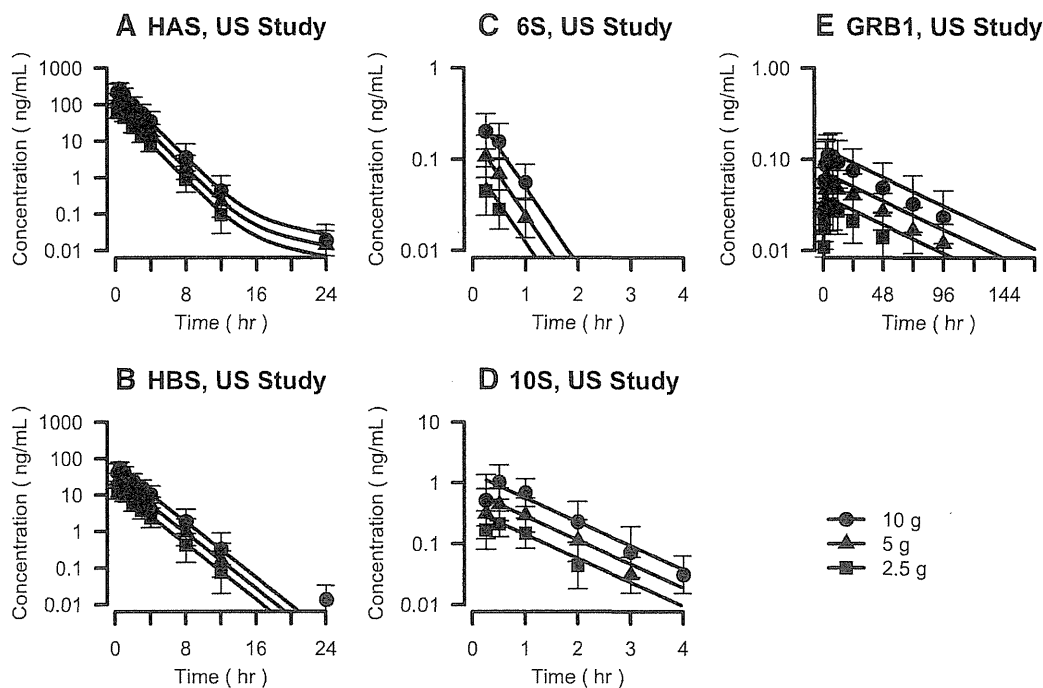 A HAS, US Study
Concentration ( ng/mL )
1000
100
10
1
0.1
0.01
0
8
16
24
Time ( hr )
C 6S, US Study
Concentration ( ng/mL )
1
0.1
0.01
0
1
2
3
4
Time ( hr )
E GRB1, US Study
Concentration ( ng/mL )
1.00
0.10
0.01
0
48
96
144
Time ( hr )
B HBS, US Study
Concentration ( ng/mL )
1000
100
10
1
0.1
0.01
0
8
16
24
Time ( hr )
D 10S, US Study
Concentration ( ng/mL )
10
1
0.1
0.01
0
1
2
3
4
Time ( hr )
10 g
5 g
2.5 g